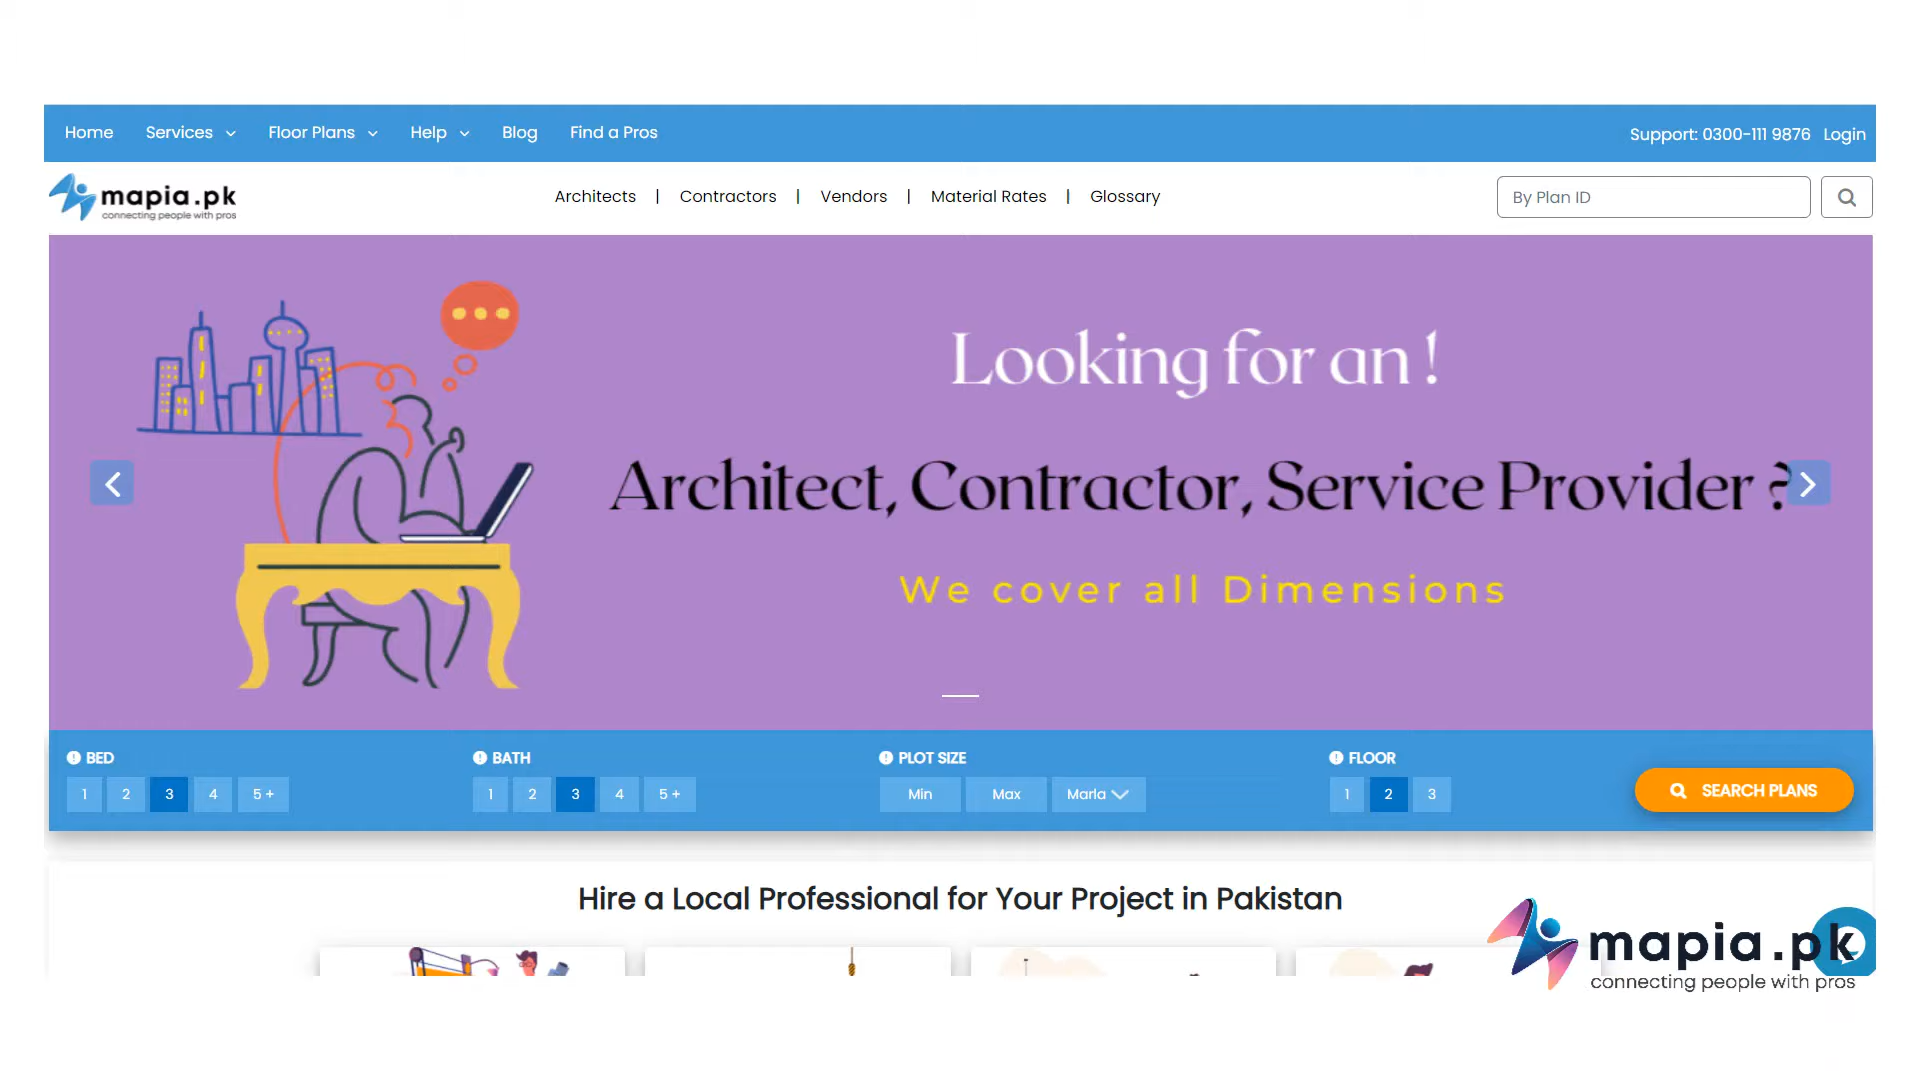 Home Services Floor Plans Help Blog Find a Pros Support: 0300-111 9876 Login
mapia.pk
connecting people with pros
Architects | Contractors | Vendors | Material Rates | Glossary
By Plan ID
Looking for an !
Architect, Contractor, Service Provider ?
We cover all Dimensions
BED BATH PLOT SIZE FLOOR
1 2 3 4 5 + 1 2 3 4 5 + Min Max Marla 1 2 3
SEARCH PLANS
Hire a Local Professional for Your Project in Pakistan
mapia.pk
connecting people with pros